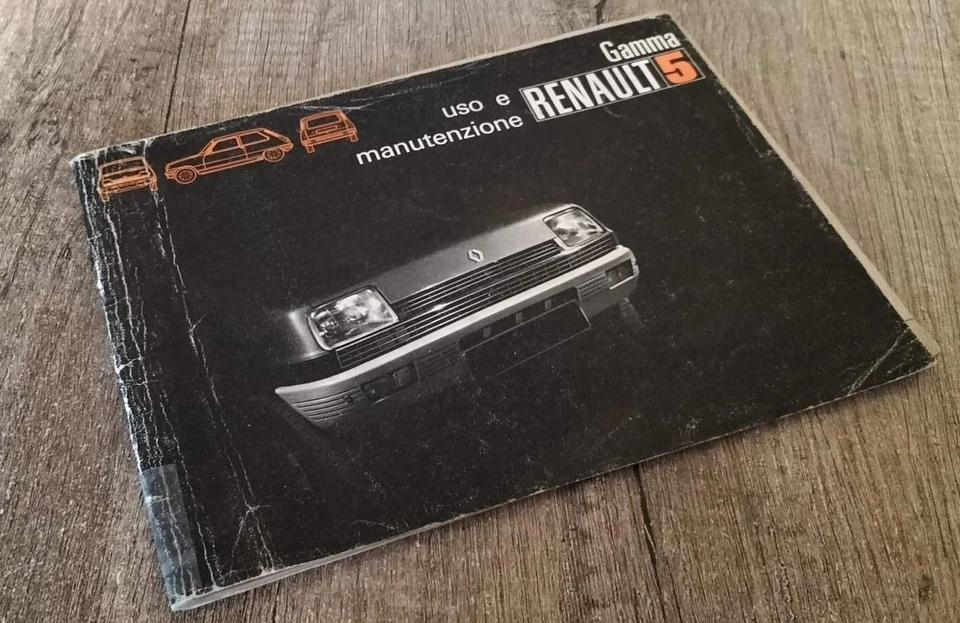 Gamma
uso e
manutenzione
RENAULT 5